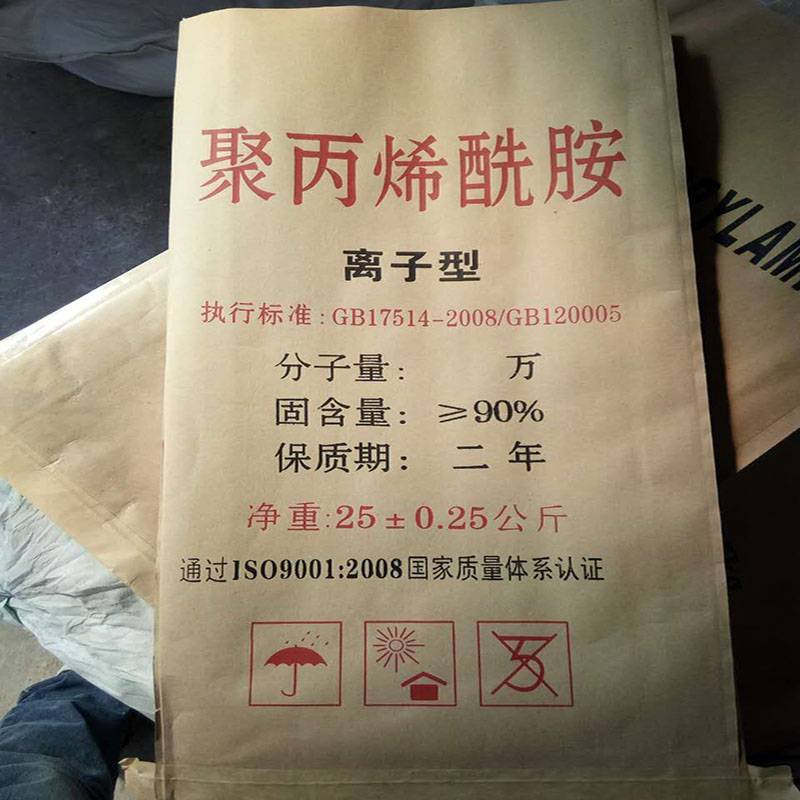 聚丙烯酰胺
离子型
执行标准:GB17514-2008/GB120005
分子量: 万
固含量: ≥90%
保质期: 二年
净重:25±0.25公斤
通过JSO9001:2008国家质量体系认证